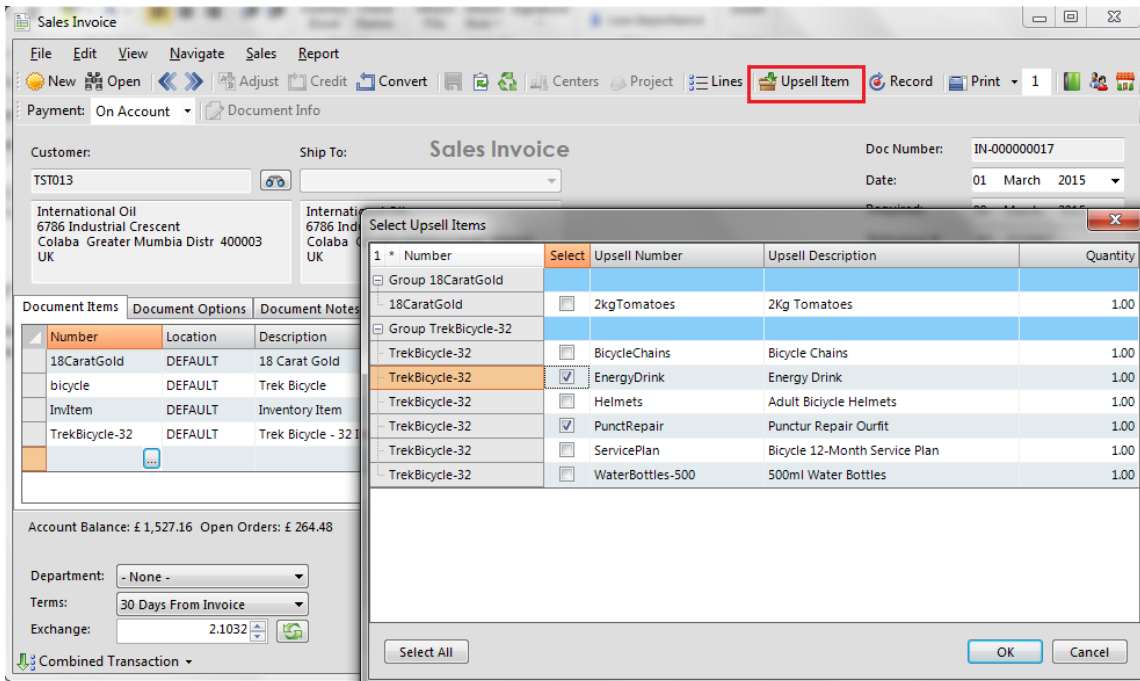 Sales Invoice
File Edit View Navigate Sales Report
New Open Adjust Credit Convert Centers Project Lines Upsell Item Record Print 1
Payment: On Account Document Info
Customer: Ship To: Sales Invoice Doc Number: IN-000000017
TST013 Date: 01 March 2015
International Oil
6786 Industrial Crescent
Colaba Greater Mumbia Distr 400003
UK
UK
Select Upsell Items
1 * Number Select Upsell Number Upsell Description Quantity
Group 18CaratGold
18CaratGold 2kgTomatoes 2Kg Tomatoes 1.00
Group TrekBicycle-32
TrekBicycle-32 BicycleChains Bicycle Chains 1.00
TrekBicycle-32 EnergyDrink Energy Drink 1.00
TrekBicycle-32 Helmets Adult Biciycle Helmets 1.00
TrekBicycle-32 PunctRepair Punctur Repair Ourfit 1.00
TrekBicycle-32 ServicePlan Bicycle 12-Month Service Plan 1.00
TrekBicycle-32 WaterBottles-500 500ml Water Bottles 1.00
Select All OK Cancel
Document Items Document Options Document Notes
Number Location Description
18CaratGold DEFAULT 18 Carat Gold
bicycle DEFAULT Trek Bicycle
InvItem DEFAULT Inventory Item
TrekBicycle-32 DEFAULT Trek Bicycle - 32
...
Account Balance: £ 1,527.16 Open Orders: £ 264.48
Department: - None -
Terms: 30 Days From Invoice
Exchange: 2.1032
Combined Transaction